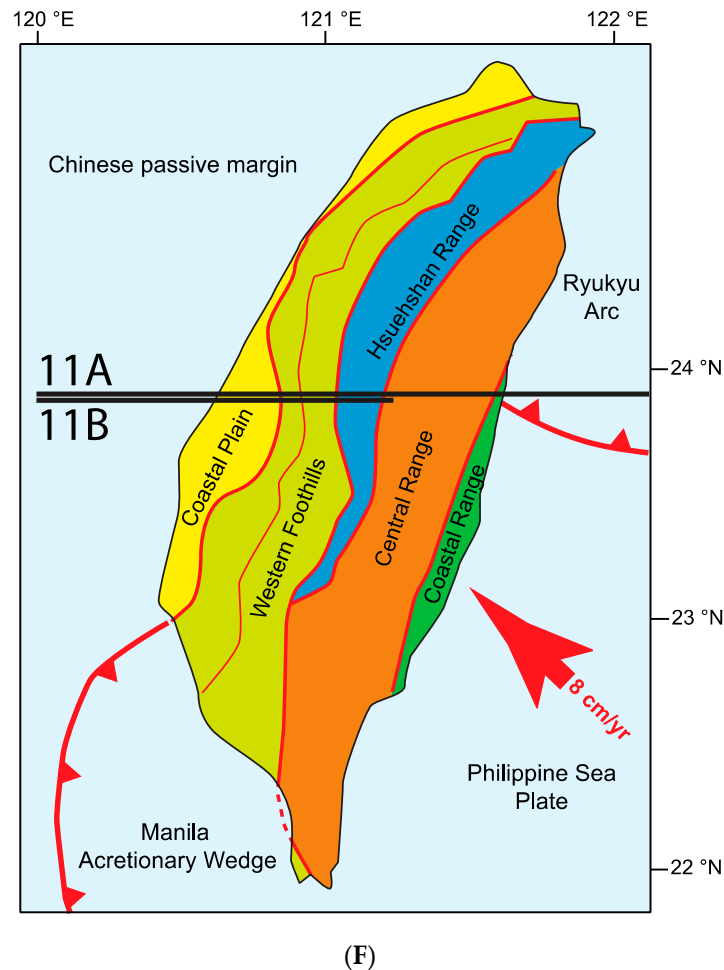 120 °E
121 °E
122 °E
Chinese passive margin
Hsuehshan Range
Ryukyu
Arc
24 °N
11A
11B
Coastal Plain
Western Foothills
Central Range
Coastal Range
23 °N
8 cm/yr
Philippine Sea
Plate
Manila
Acretionary Wedge
22 °N
(F)